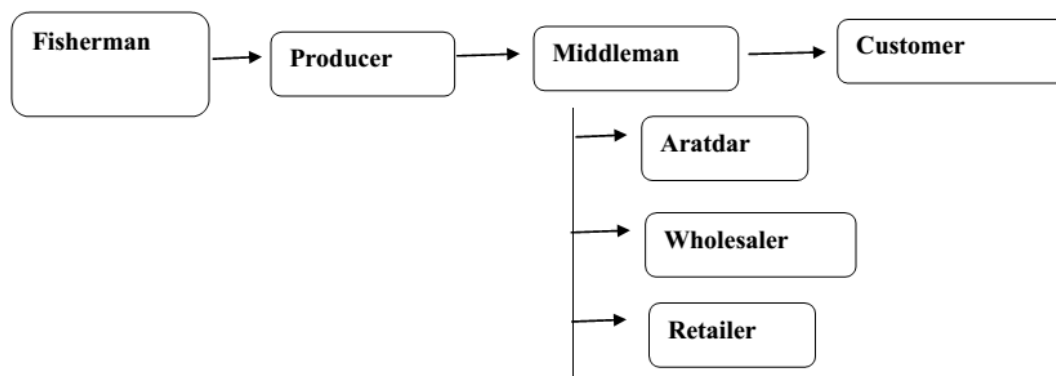 Fisherman
Producer
Middleman
Customer
Aratdar
Wholesaler
Retailer